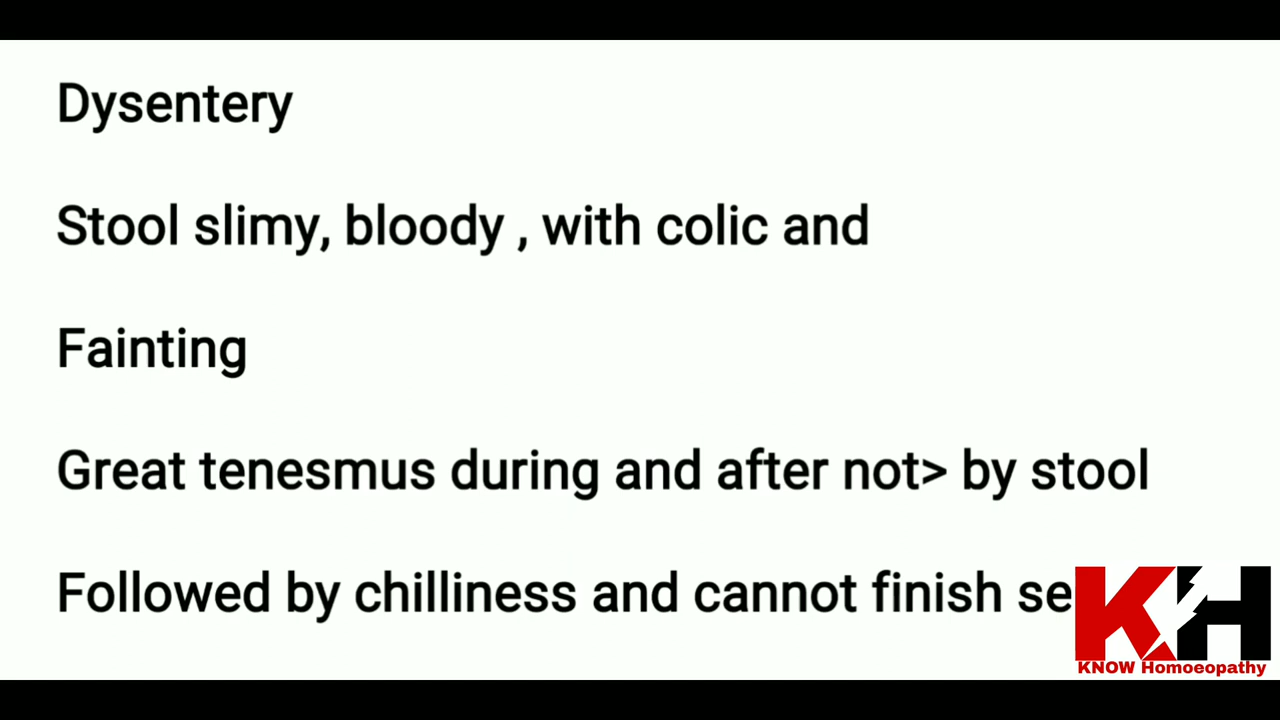 Dysentery
Stool slimy, bloody , with colic and
Fainting
Great tenesmus during and after not> by stool
Followed by chilliness and cannot finish se
KH
KNOW Homoeopathy